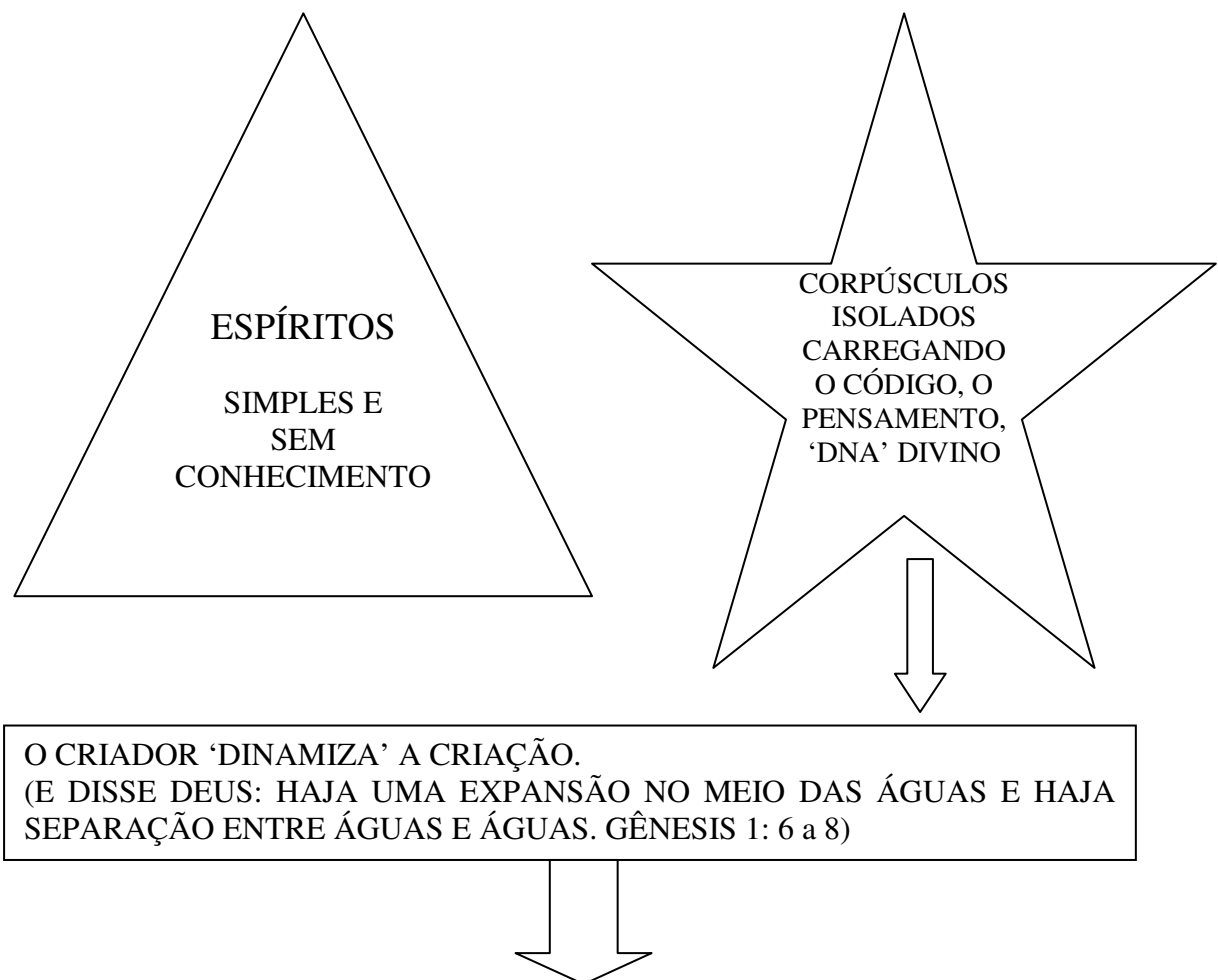 ESPÍRITOS
SIMPLES E
SEM
CONHECIMENTO
CORPÚSCULOS
ISOLADOS
CARREGANDO
O CÓDIGO, O
PENSAMENTO,
‘DNA’ DIVINO
O CRIADOR ‘DINAMIZA’ A CRIAÇÃO.
(E DISSE DEUS: HAJA UMA EXPANSÃO NO MEIO DAS ÁGUAS E HAJA
SEPARAÇÃO ENTRE ÁGUAS E ÁGUAS. GÊNESIS 1: 6 a 8)